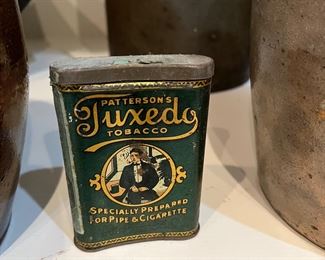 PATTERSON'S
Tuxedo
TOBACCO
SPECIALLY PREPARED
FOR PIPE & CIGARETTE